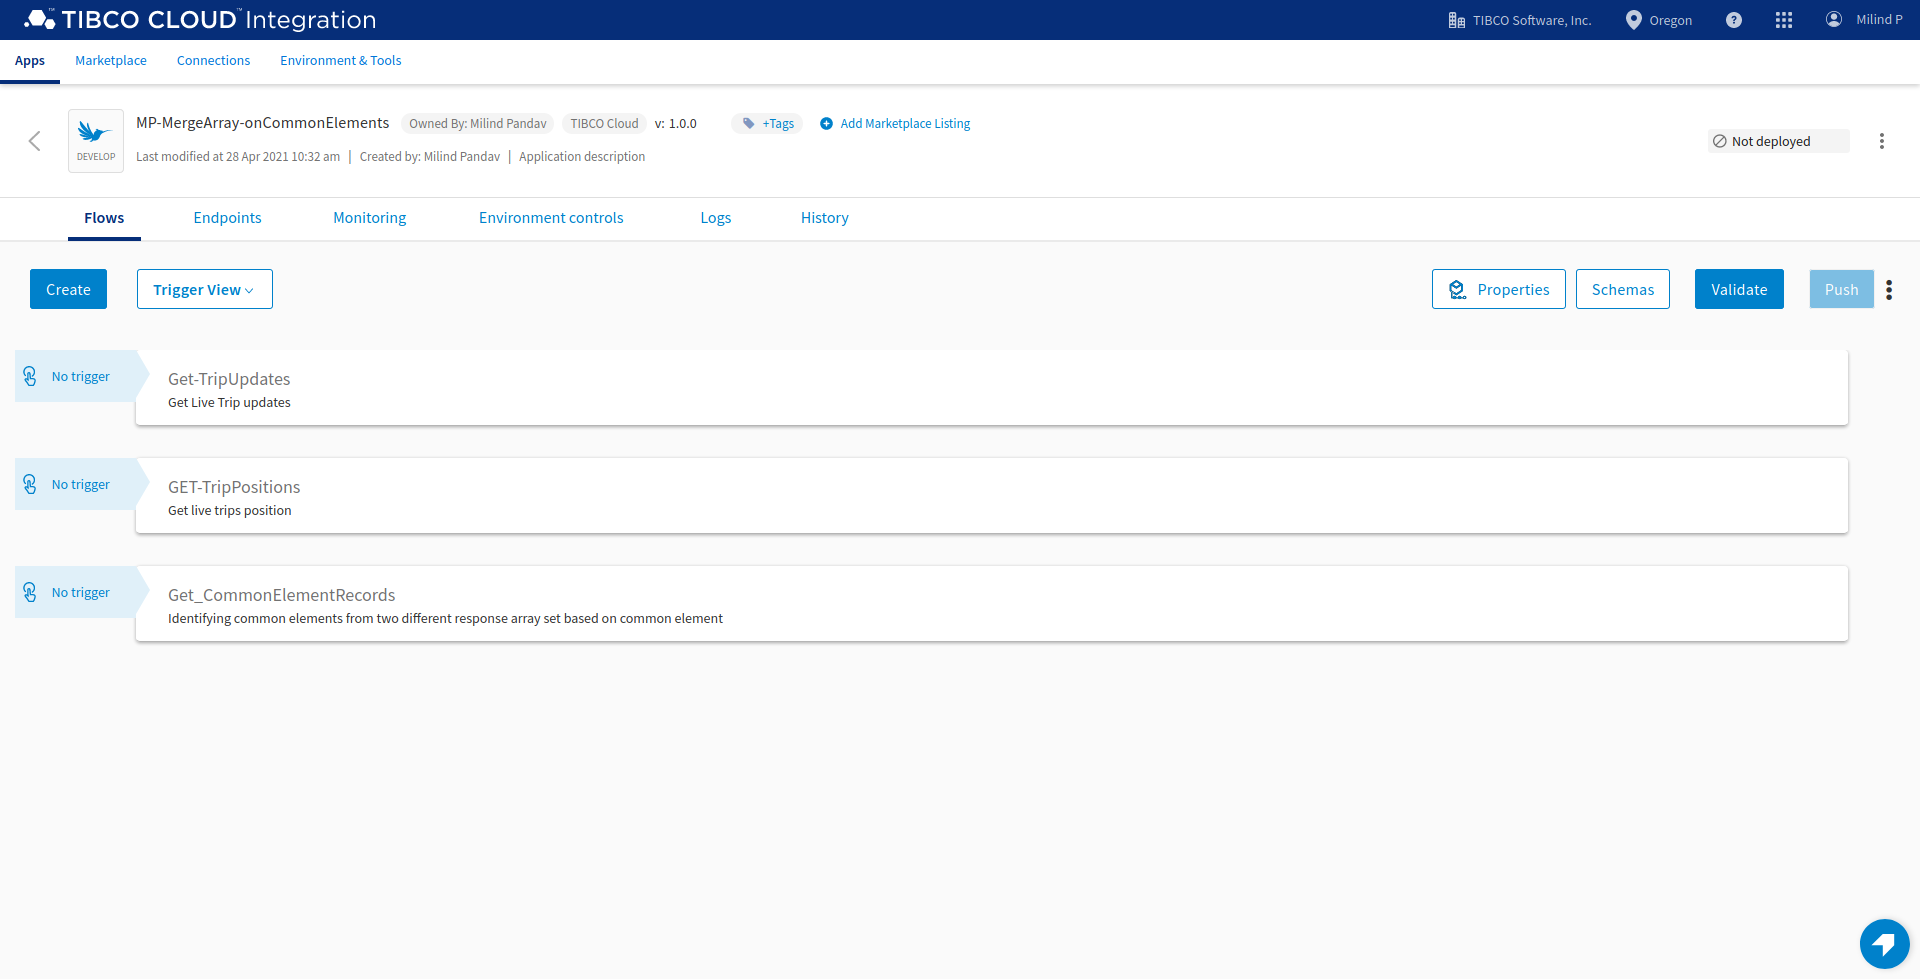 TIBCO CLOUD™ Integration
TIBCO Software, Inc.
Oregon
?
Milind P
Apps
Marketplace
Connections
Environment & Tools
DEVELOP
MP-MergeArray-onCommonElements
Owned By: Milind Pandav
TIBCO Cloud
v: 1.0.0
+Tags
Add Marketplace Listing
Last modified at 28 Apr 2021 10:32 am | Created by: Milind Pandav | Application description
Not deployed
Flows
Endpoints
Monitoring
Environment controls
Logs
History
Create
Trigger View
Properties
Schemas
Validate
Push
No trigger
Get-TripUpdates
Get Live Trip updates
No trigger
GET-TripPositions
Get live trips position
No trigger
Get_CommonElementRecords
Identifying common elements from two different response array set based on common element